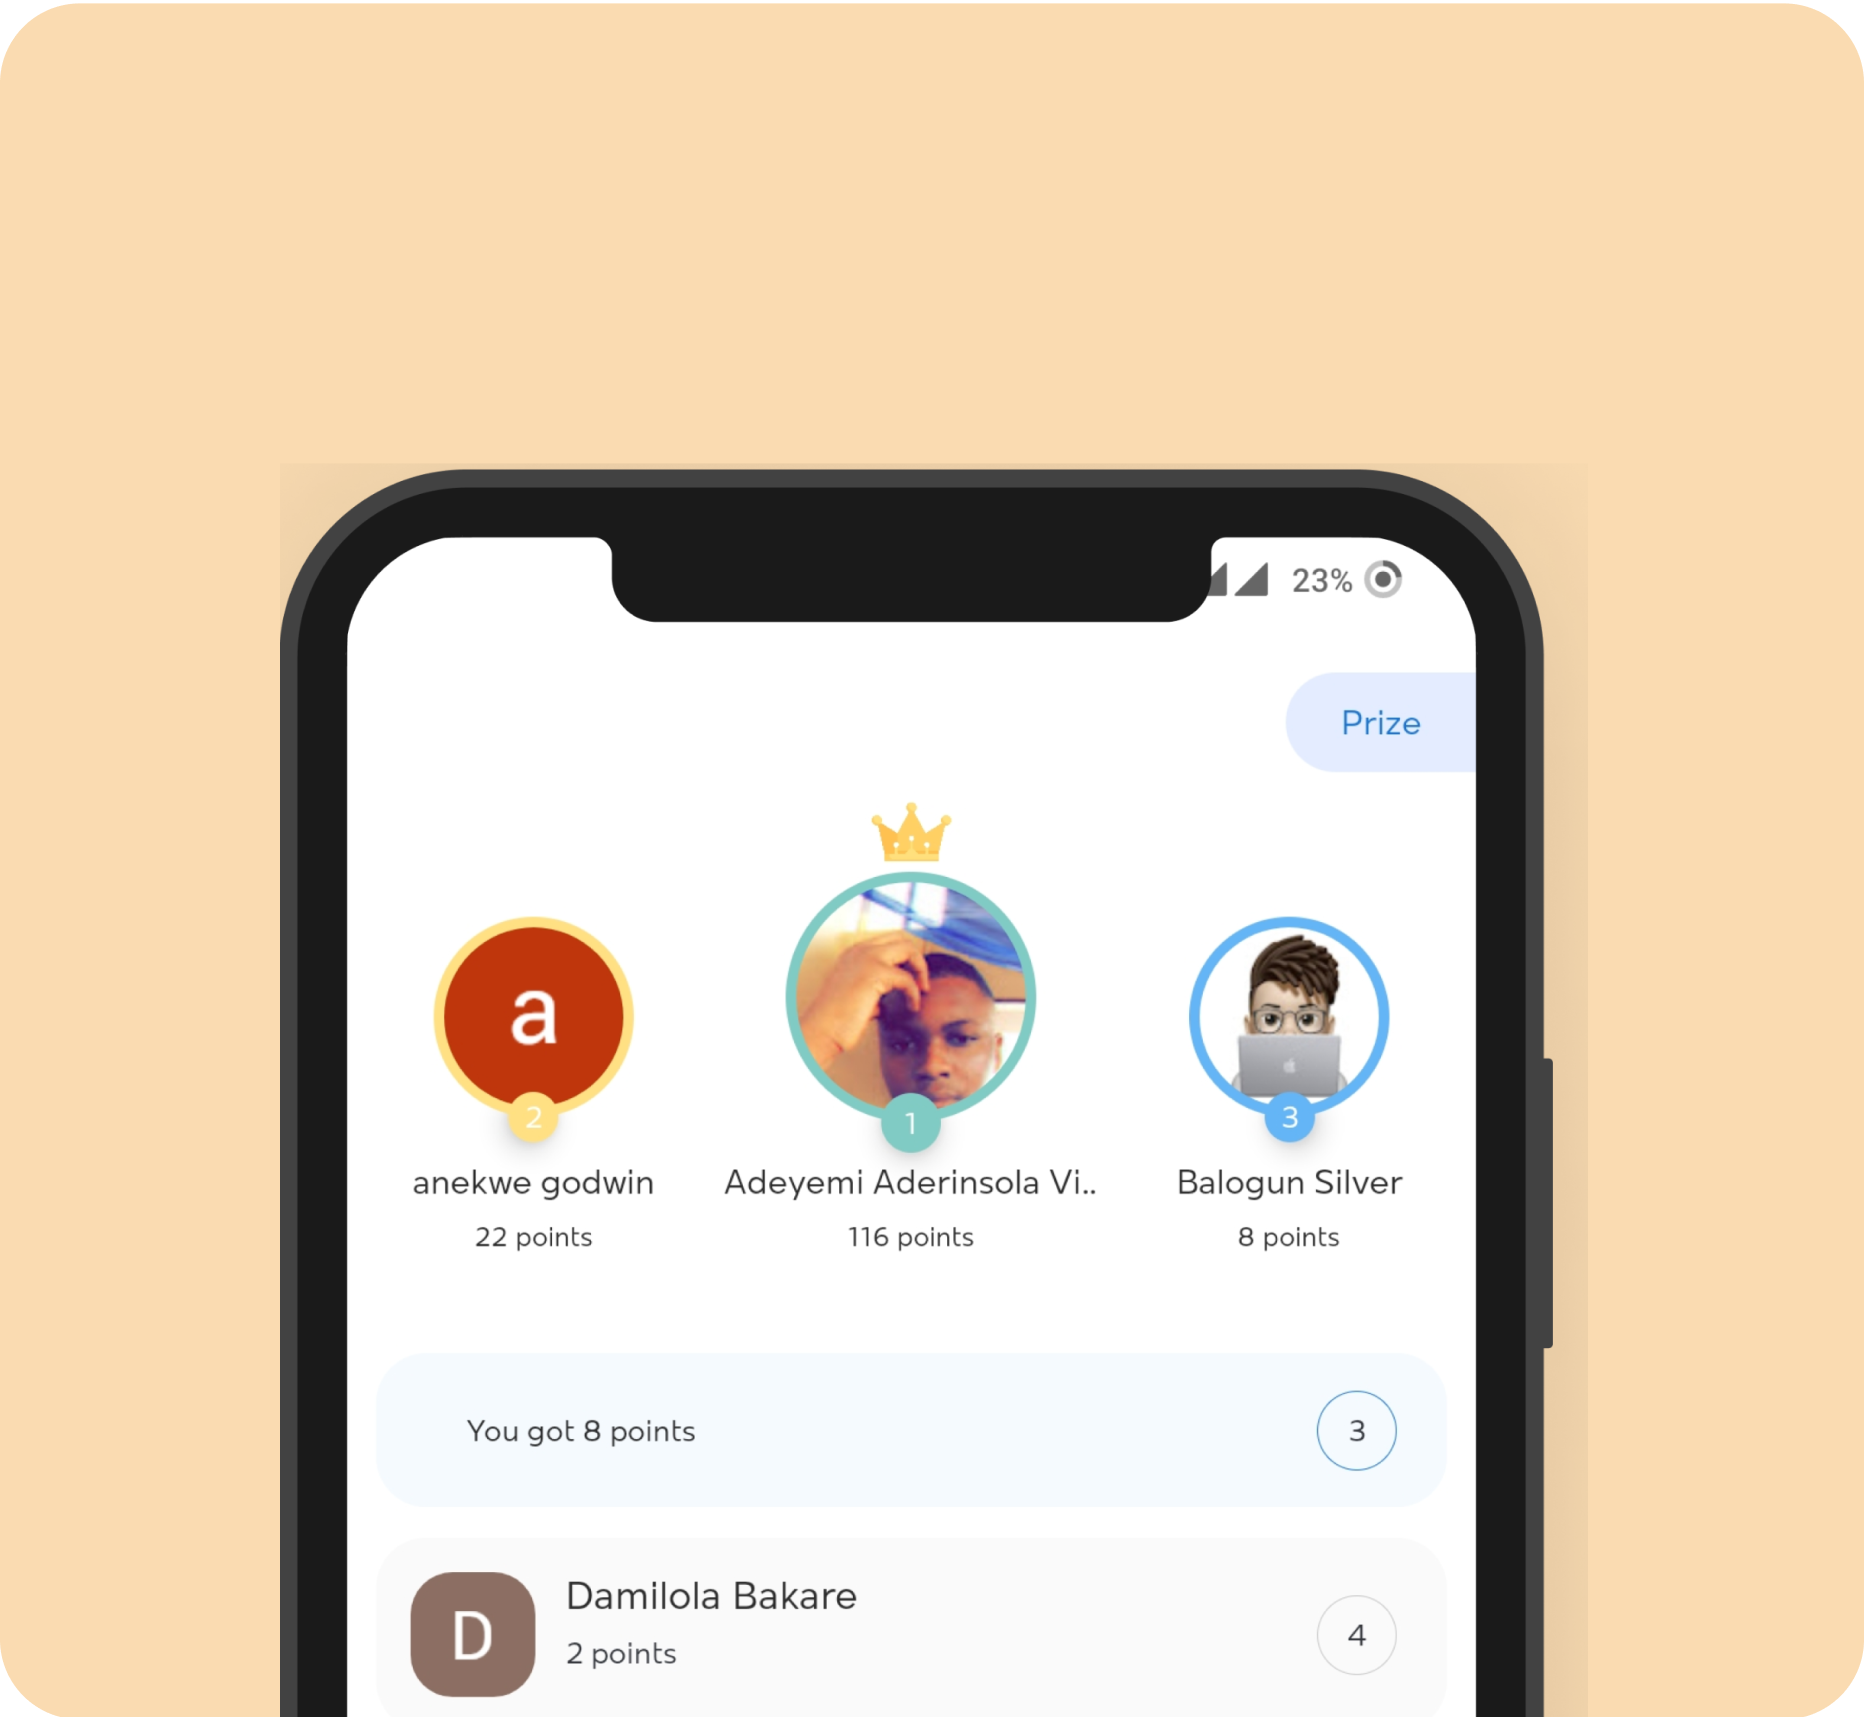 23%
Prize
a
2
1
3
anekwe godwin
Adeyemi Aderinsola Vi..
Balogun Silver
22 points
116 points
8 points
You got 8 points
3
D
Damilola Bakare
2 points
4